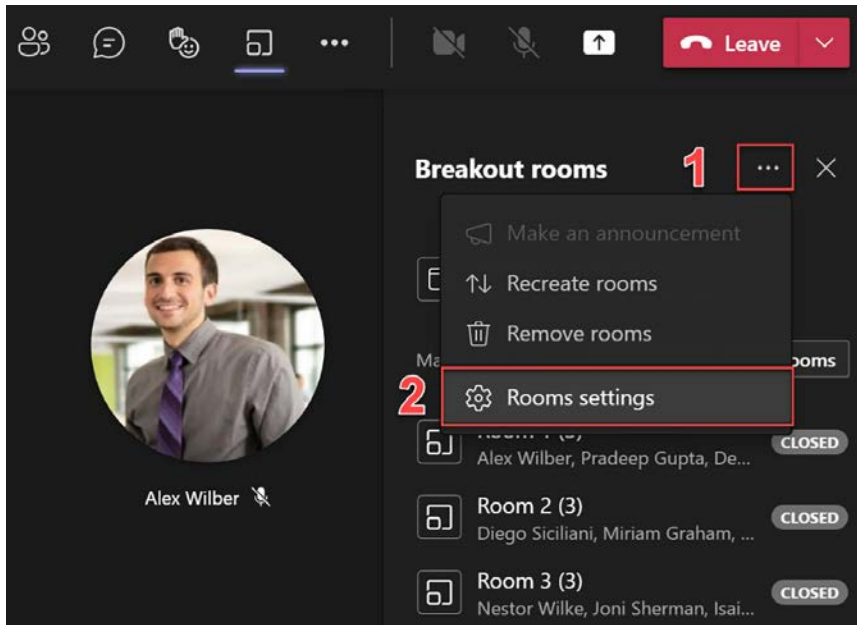 Leave
Breakout rooms
1
Make an announcement
Recreate rooms
Remove rooms
Ma
ooms
2
Rooms settings
CLOSED
Alex Wilber, Pradeep Gupta, De...
Alex Wilber
Room 2 (3)
CLOSED
Diego Siciliani, Miriam Graham, ...
Room 3 (3)
CLOSED
Nestor Wilke, Joni Sherman, Isai...